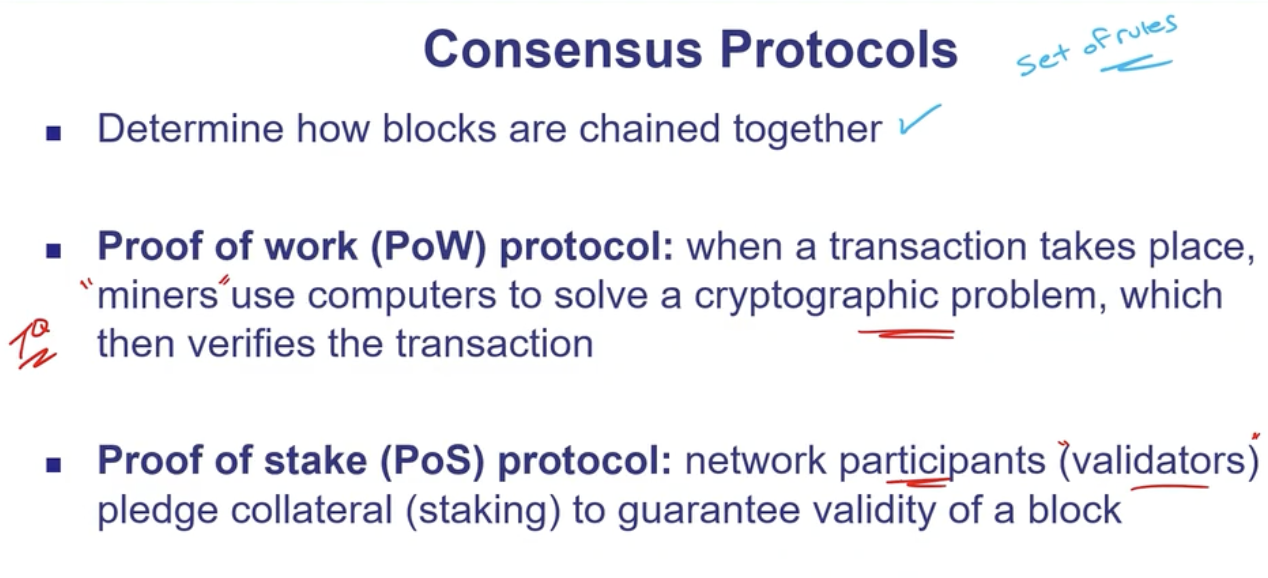 Consensus Protocols
Set of rules
Determine how blocks are chained together
Proof of work (PoW) protocol: when a transaction takes place,
"miners" use computers to solve a cryptographic problem, which
then verifies the transaction
Proof of stake (PoS) protocol: network participants "(validators)"
pledge collateral (staking) to guarantee validity of a block